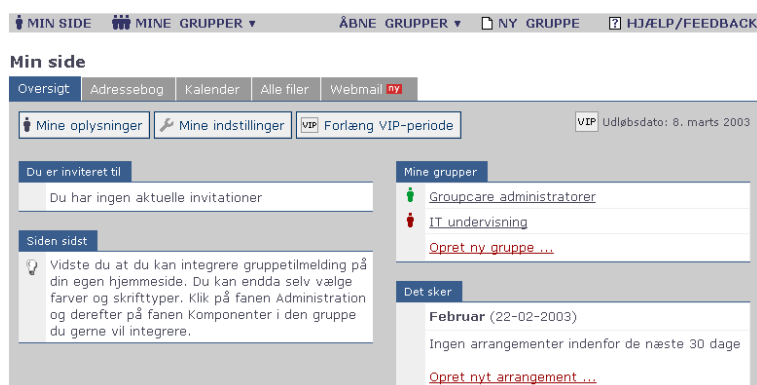 MIN SIDE MINE GRUPPER ▾ ÅBNE GRUPPER ▾ NY GRUPPE ? HJÆLP/FEEDBACK
Min side
Oversigt Adressebog Kalender Alle filer Webmail ny
Mine oplysninger Mine indstillinger VIP Forlæng VIP-periode VIP Udløbsdato: 8. marts 2003
Du er inviteret til
Du har ingen aktuelle invitationer
Siden sidst
Vidste du at du kan integrere gruppetilmelding på
din egen hjemmeside. Du kan endda selv vælge
farver og skrifttyper. Klik på fanen Administration
og derefter på fanen Komponenter i den gruppe
du gerne vil integrere.
Mine grupper
Groupcare administratorer
IT undervisning
Opret ny gruppe ...
Det sker
Februar (22-02-2003)
Ingen arrangementer indenfor de næste 30 dage
Opret nyt arrangement ...